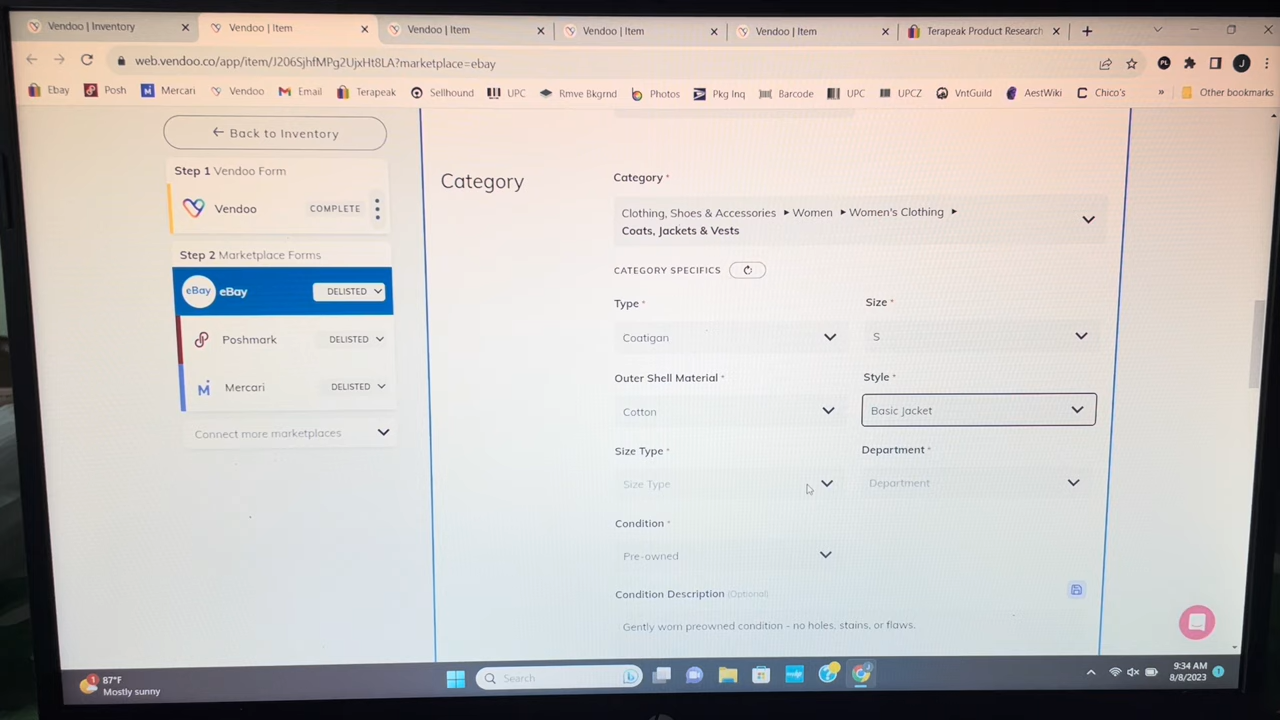 Vendoo | Inventory
Vendoo | Item
Vendoo | Item
Vendoo | Item
Vendoo | Item
Terapeak Product Research
web.vendoo.co/app/item/J206SjhfMPg2UjxHt8LA?marketplace=ebay
PL
J
Ebay
Posh
Mercari
Vendoo
Email
Terapeak
Sellhound
UPC
Rmve Bkgrnd
Photos
Pkg Inq
Barcode
UPC
UPCZ
VntGuild
AestWiki
Chico's
»
Other bookmarks
← Back to Inventory
Step 1 Vendoo Form
Vendoo
COMPLETE
Step 2 Marketplace Forms
eBay
eBay
DELISTED
Poshmark
DELISTED
Mercari
DELISTED
Connect more marketplaces
Category
Category *
Clothing, Shoes & Accessories ▸ Women ▸ Women's Clothing ▸
Coats, Jackets & Vests
CATEGORY SPECIFICS
Type *
Size *
Coatigan
S
Outer Shell Material *
Style *
Cotton
Basic Jacket
Size Type *
Department *
Size Type
Department
Condition *
Pre-owned
Condition Description (Optional)
Gently worn preowned condition - no holes, stains, or flaws.
1
87°F
Mostly sunny
Search
9:34 AM
8/8/2023
1